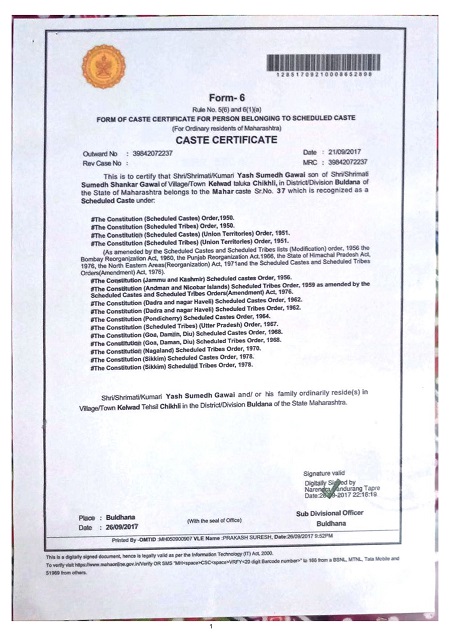 12851709210008652898
Form- 6
Rule No. 5(6) and 6(1)(a)
FORM OF CASTE CERTIFICATE FOR PERSON BELONGING TO SCHEDULED CASTE
(For Ordinary residents of Maharashtra)
CASTE CERTIFICATE
Outward No : 39842072237 Date : 21/09/2017
Rev Case No : MRC : 39842072237
This is to certify that Shri/Shrimati/Kumari Yash Sumedh Gawai son of Shri/Shrimati
Sumedh Shankar Gawai of Village/Town Kelwad taluka Chikhli, in District/Division Buldana of
the State of Maharashtra belongs to the Mahar caste Sr.No. 37 which is recognized as a
Scheduled Caste under:
#The Constitution (Scheduled Castes) Order,1950.
#The Constitution (Scheduled Tribes) Order,1950.
#The Constitution (Scheduled Castes) (Union Territories) Order, 1951.
#The Constitution (Scheduled Tribes) (Union Territories) Order, 1951.
(As amended by the Scheduled Castes and Scheduled Tribes lists (Modification) order, 1956 the
Bombay Reorganization Act, 1960, the Punjab Reorganization Act,1966, the State of Himachal Pradesh Act,
1976, the North Eastern Areas(Reorganization) Act, 1971and the Scheduled Castes and Scheduled Tribes
Orders(Amendment) Act, 1976).
#The Constitution (Jammu and Kashmir) Scheduled castes Order, 1956.
#The Constitution (Andman and Nicobar Islands) Scheduled Tribes Order, 1959 as amended by the
Scheduled Castes and Scheduled Tribes Orders(Amendment) Act, 1976.
#The Constitution (Dadra and nagar Haveli) Scheduled Castes Order, 1962.
#The Constitution (Dadra and nagar Haveli) Scheduled Tribes Order, 1962.
#The Constitution (Pondicherry) Scheduled Castes Order, 1964.
#The Constitution (Scheduled Tribes) (Utter Pradesh) Order, 1967.
#The Constitution (Goa, Daman, Diu) Scheduled Castes Order, 1968.
#The Constitution (Goa, Daman, Diu) Scheduled Tribes Order, 1968.
#The Constitution (Nagaland) Scheduled Tribes Order, 1970.
#The Constitution (Sikkim) Scheduled Castes Order, 1978.
#The Constitution (Sikkim) Scheduled Tribes Order, 1978.
Shri/Shrimati/Kumari Yash Sumedh Gawai and/ or his family ordinarily reside(s) in
Village/Town Kelwad Tehsil Chikhli in the District/Division Buldana of the State Maharashtra.
Signature valid
Digitally Signed by
Narendra Pandurang Tapre
Date:26-09-2017 22:16:19
Place : Buldhana (With the seal of Office) Sub Divisional Officer
Date : 26/09/2017 Buldhana
Printed By -OMTID :MH050900907 VLE Name :PRAKASH SURESH, Date:26/09/2017 9:52PM
This is a digitally signed document, hence is legally valid as per the Information Technology (IT) Act, 2000.
To verify visit https://www.mahaonline.gov.in/Verify OR SMS "MH<space>CSC<space>VRFY<20 digit Barcode number>" to 166 from a BSNL, MTNL, Tata Mobile and
51969 from others.
1